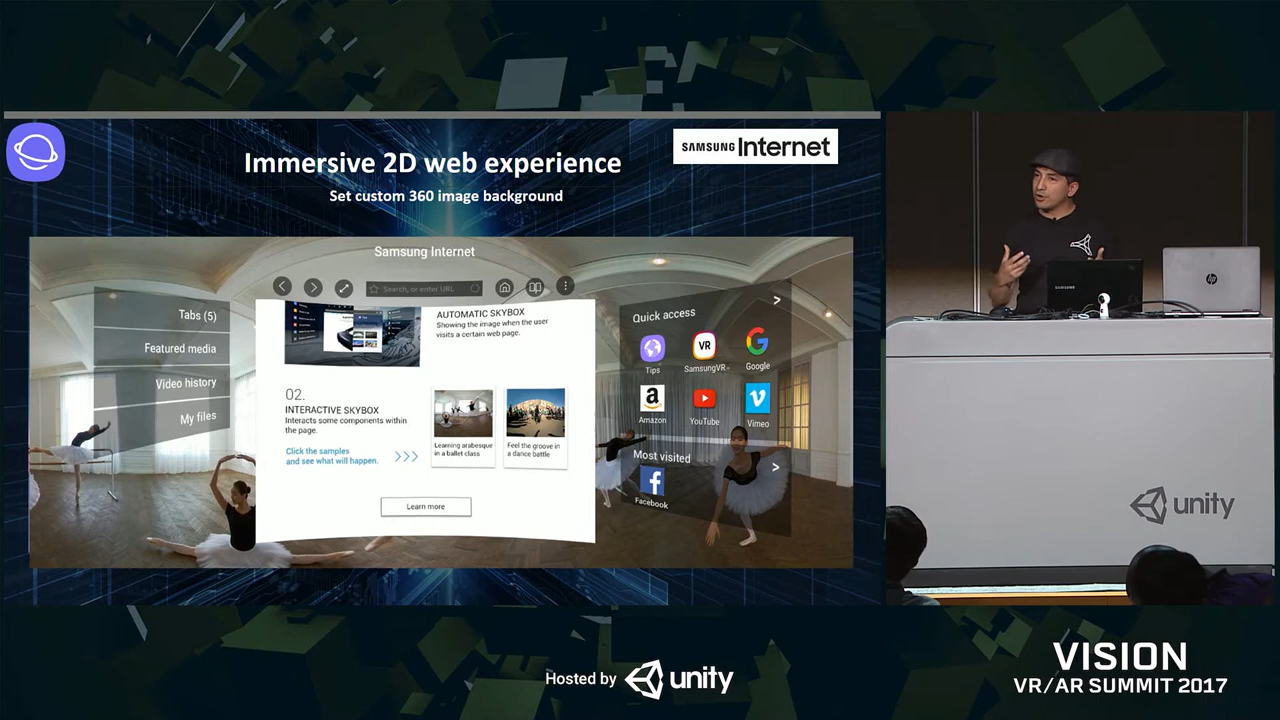 Immersive 2D web experience
Set custom 360 image background
SAMSUNG Internet
Samsung Internet
Search, or enter URL
Tabs (5)
Featured media
Video history
My files
AUTOMATIC SKYBOX
Showing the image when the user
visits a certain web page.
02.
INTERACTIVE SKYBOX
Interacts some components within
the page.
Click the samples
and see what will happen.
>>>
Learning arabesque
in a ballet class
Feel the groove in
a dance battle
Learn more
Quick access
>
VR
Tips
SamsungVR
Google
a
Amazon
YouTube
Vimeo
Most visited
>
Facebook
SAMSUNG
hp
unity
Hosted by unity
VISION
VR/AR SUMMIT 2017